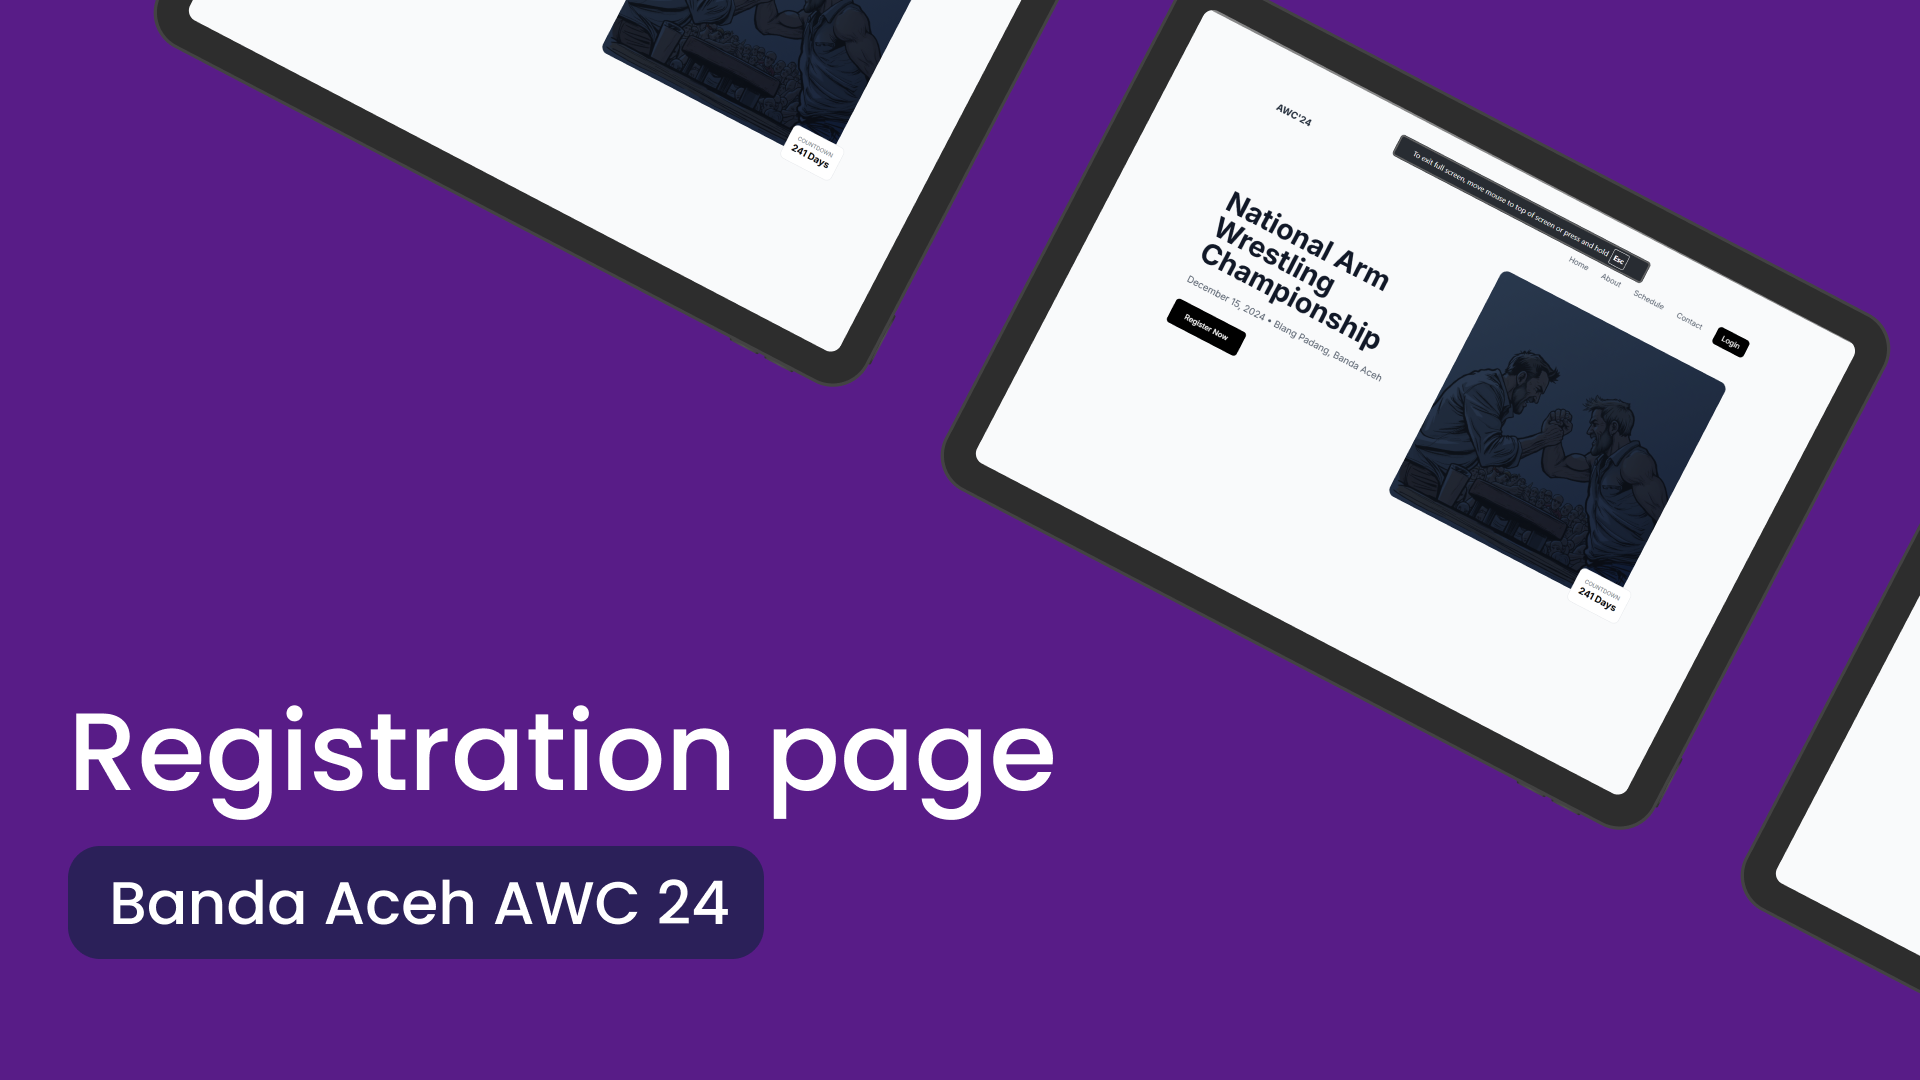 COUNTDOWN
241 Days
AWC'24
To exit full screen, move mouse to top of screen or press and hold Esc
Home About Schedule Contact Login
National Arm
Wrestling
Championship
December 15, 2024 • Blang Padang, Banda Aceh
Register Now
COUNTDOWN
241 Days
Registration page
Banda Aceh AWC 24